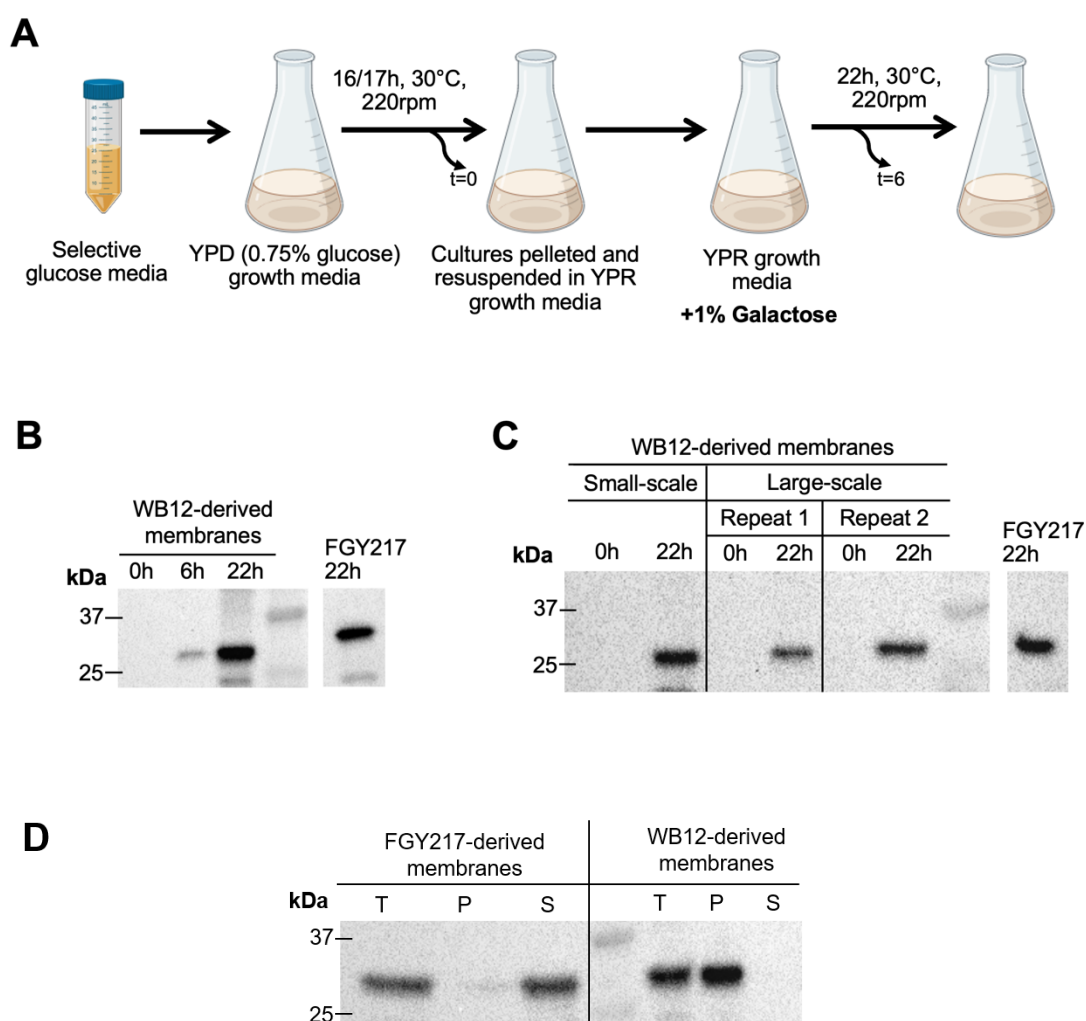 A
16/17h, 30°C,
220rpm
22h, 30°C,
220rpm
t=0
t=6
Selective
glucose media
YPD (0.75% glucose)
growth media
Cultures pelleted and
resuspended in YPR
growth media
YPR growth
media
+1% Galactose
B
WB12-derived
membranes
FGY217
22h
kDa
0h 6h 22h
37
25
C
WB12-derived membranes
Small-scale Large-scale
Repeat 1 Repeat 2
FGY217
22h
kDa
0h 22h 0h 22h 0h 22h
37
25
D
FGY217-derived
membranes
WB12-derived
membranes
kDa
T P S T P S
37
25